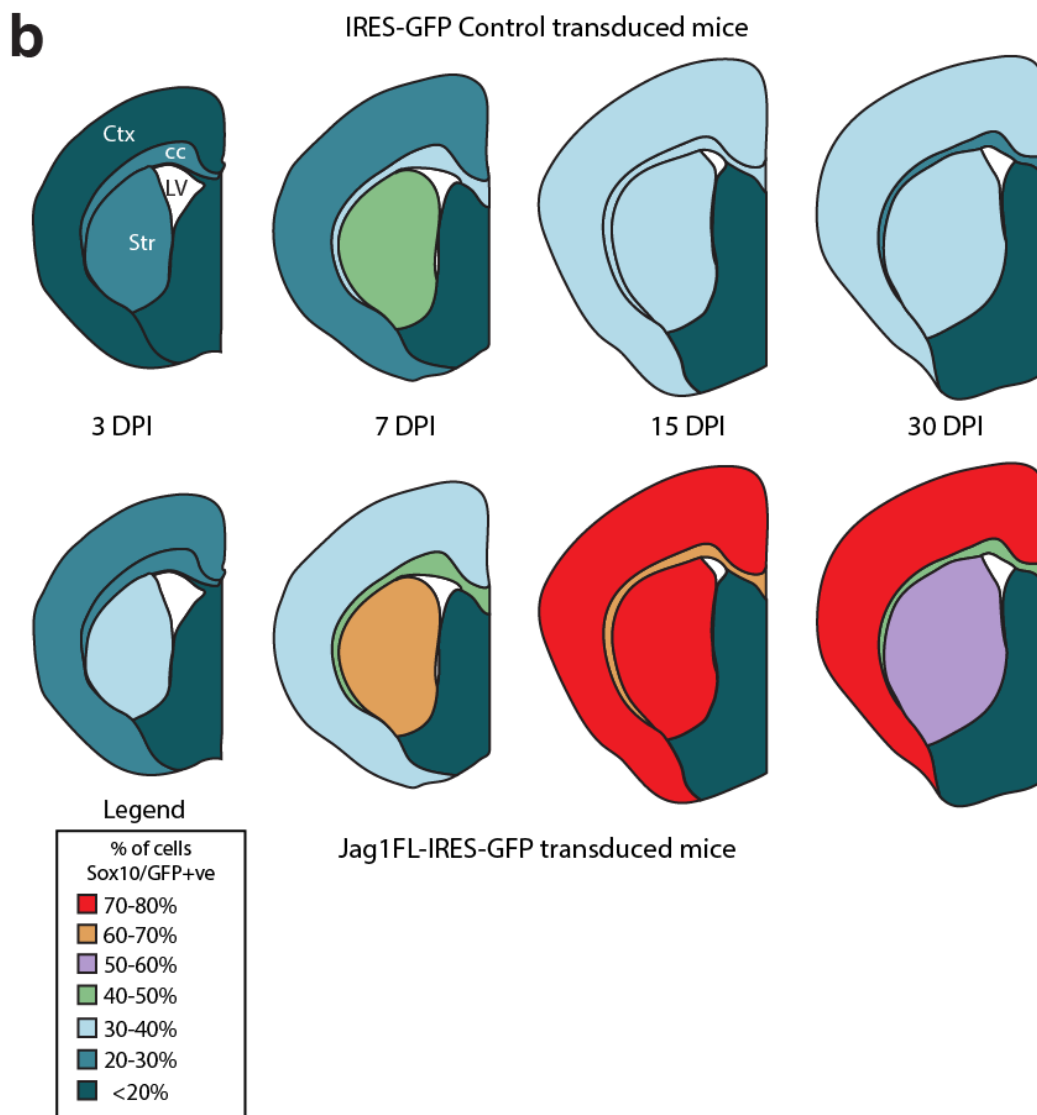 b
IRES-GFP Control transduced mice
Ctx
cc
LV
Str
3 DPI
7 DPI
15 DPI
30 DPI
Legend
% of cells
Sox10/GFP+ve
70-80%
60-70%
50-60%
40-50%
30-40%
20-30%
<20%
Jag1FL-IRES-GFP transduced mice